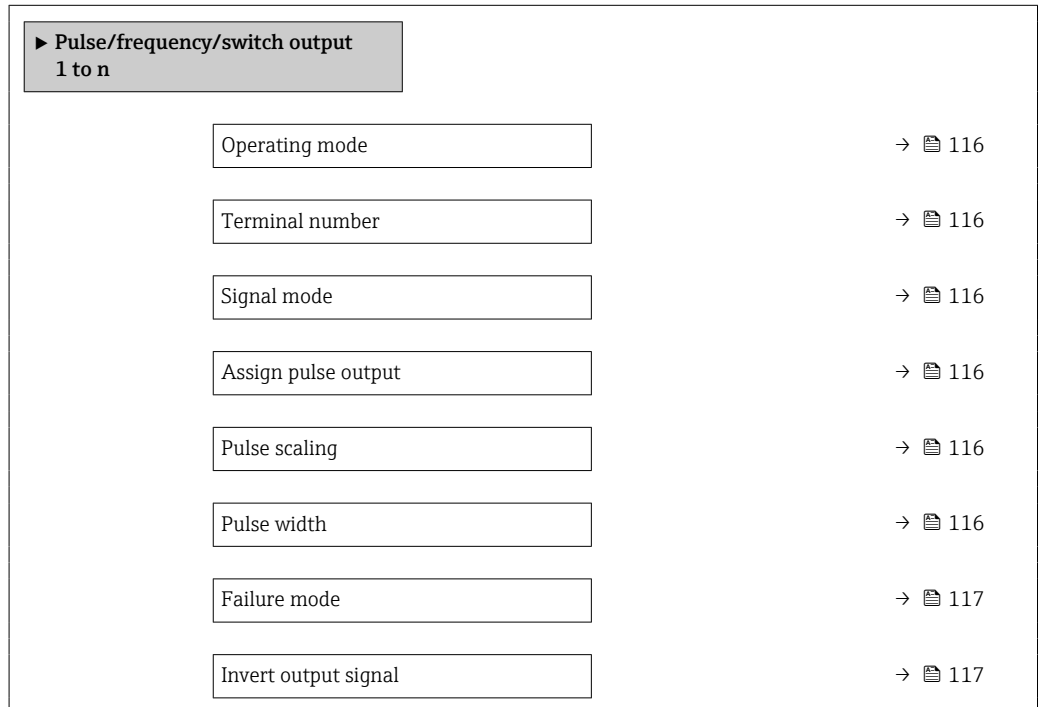 ▶ Pulse/frequency/switch output
1 to n
Operating mode → 116
Terminal number → 116
Signal mode → 116
Assign pulse output → 116
Pulse scaling → 116
Pulse width → 116
Failure mode → 117
Invert output signal → 117